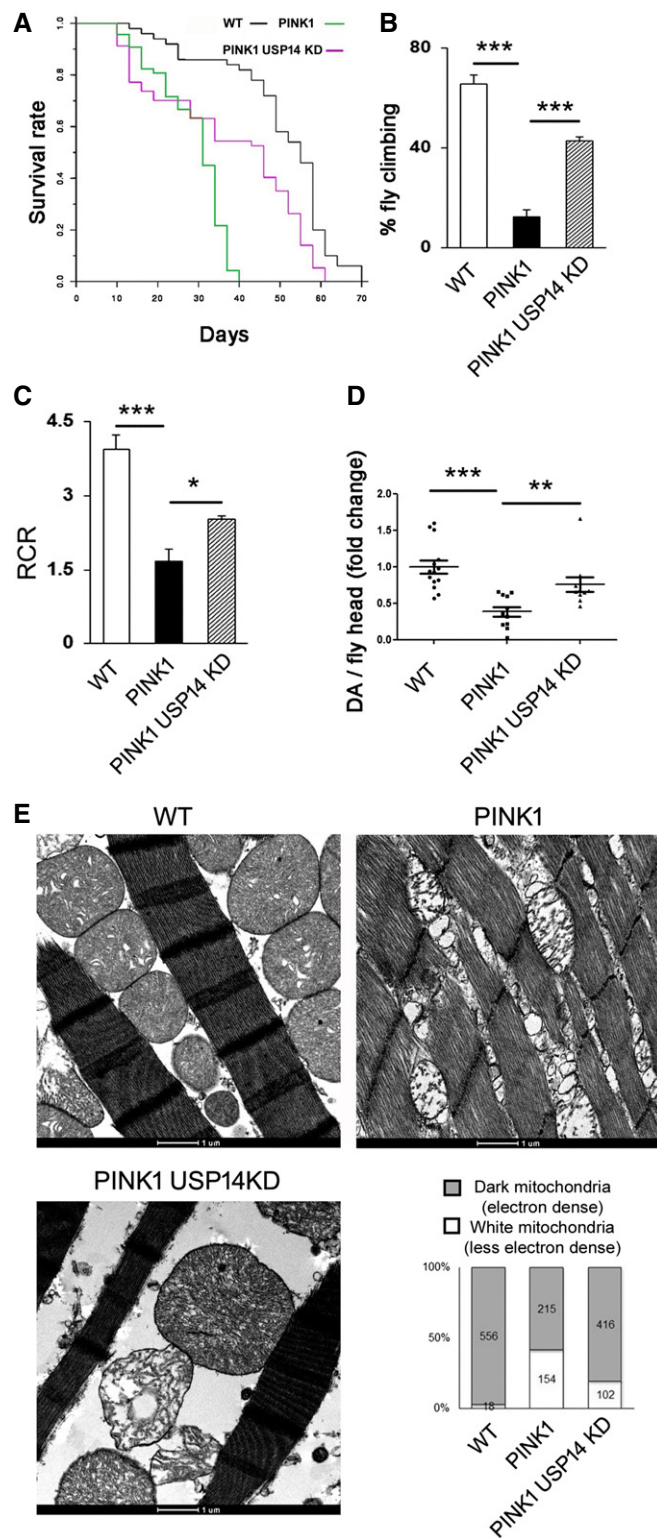 A
WT
PINK1
PINK1 USP14 KD
1.0
0.8
0.6
0.4
0.2
0.0
Survival rate
0
10
20
30
40
50
60
70
Days
B
80
40
0
% fly climbing
***
***
WT
PINK1
PINK1 USP14 KD
C
4.5
3
1.5
0
RCR
***
*
WT
PINK1
PINK1 USP14 KD
D
2.0
1.5
1.0
0.5
0.0
DA / fly head (fold change)
***
**
WT
PINK1
PINK1 USP14 KD
E
WT
PINK1
1 um
1 um
PINK1 USP14KD
1 um
Dark mitochondria
(electron dense)
White mitochondria
(less electron dense)
100%
50%
0%
556
18
215
154
416
102
WT
PINK1
PINK1 USP14 KD